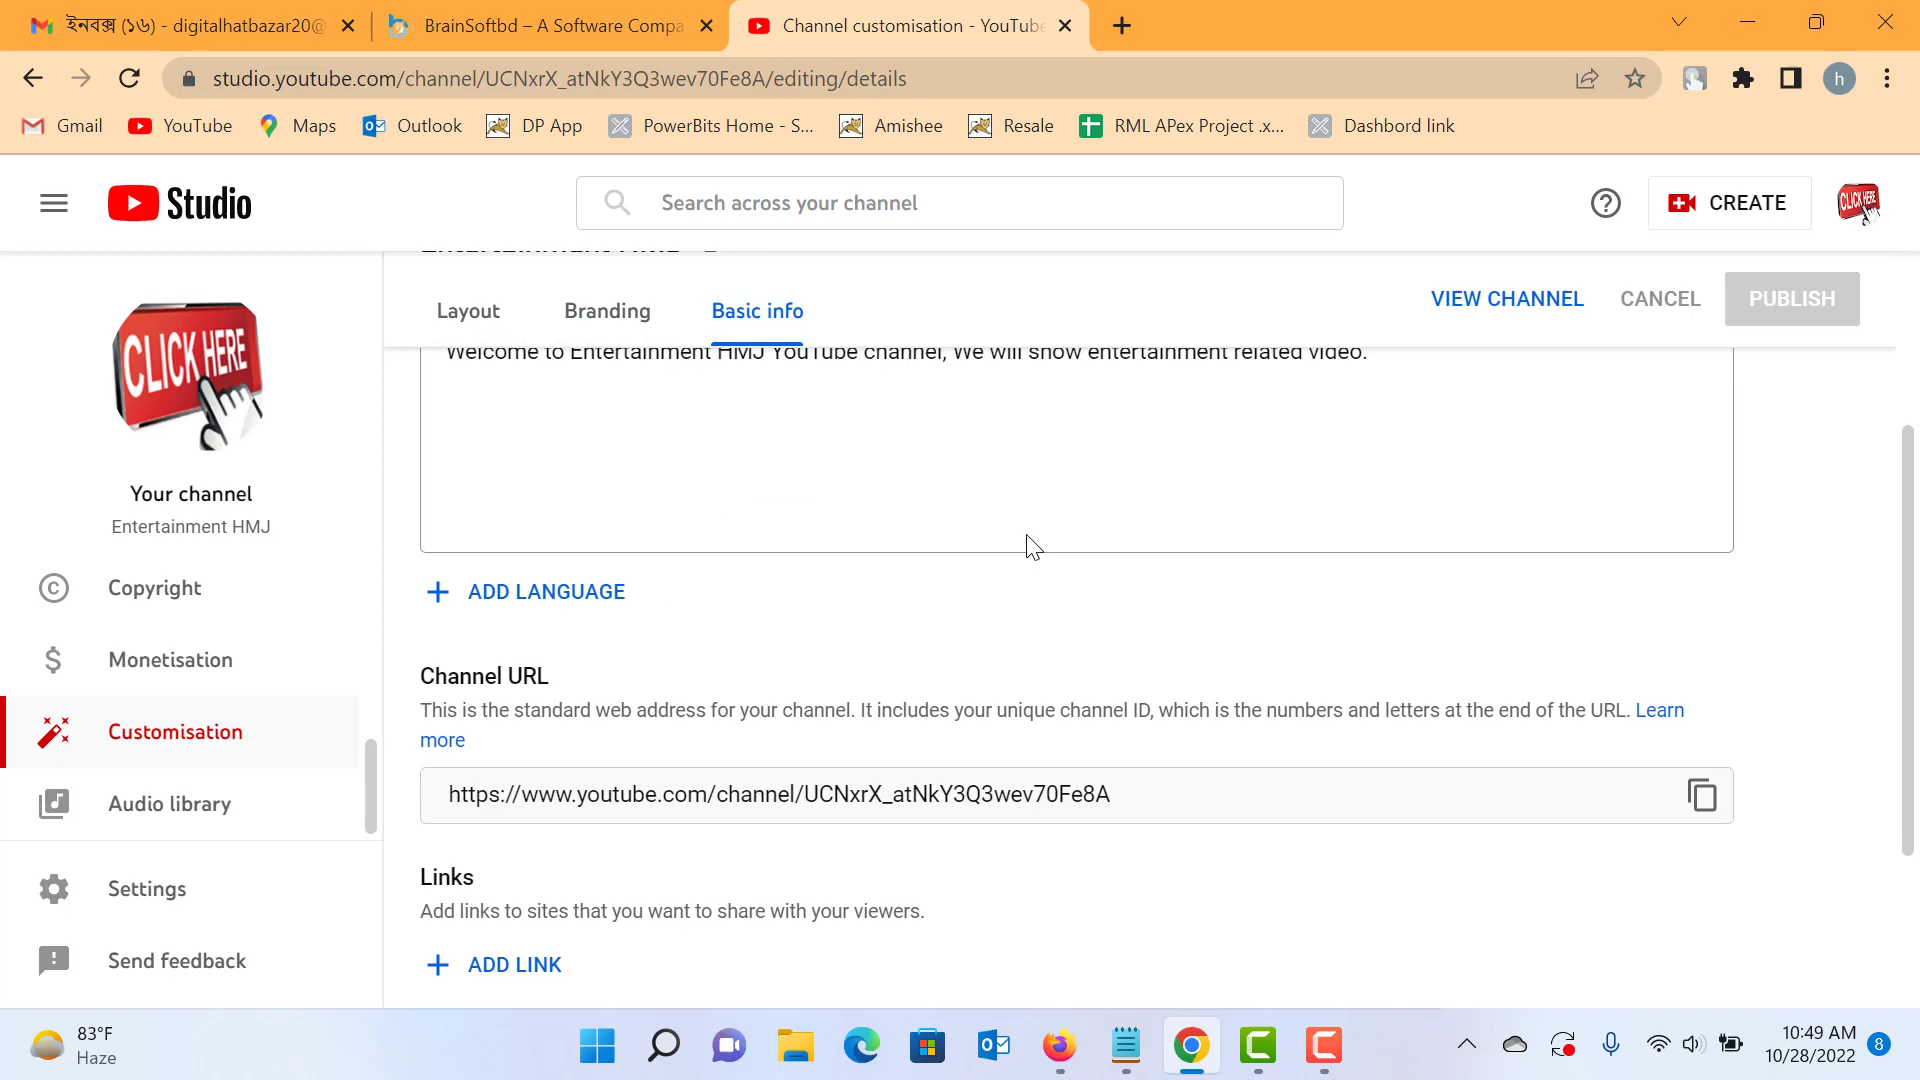 ইনবক্স (১৬) - digitalhatbazar20@
BrainSoftbd – A Software Compa
Channel customisation - YouTube
studio.youtube.com/channel/UCNxrX_atNkY3Q3wev70Fe8A/editing/details
h
Gmail
YouTube
Maps
Outlook
DP App
PowerBits Home - S...
Amishee
Resale
RML APex Project .x...
Dashbord link
Studio
Search across your channel
CREATE
CLICK HERE
Layout
Branding
Basic info
VIEW CHANNEL
CANCEL
PUBLISH
CLICK HERE
Your channel
Entertainment HMJ
Copyright
Monetisation
Customisation
Audio library
Settings
Send feedback
Welcome to Entertainment HMJ YouTube channel, We will show entertainment related video.
ADD LANGUAGE
Channel URL
This is the standard web address for your channel. It includes your unique channel ID, which is the numbers and letters at the end of the URL. Learn
more
https://www.youtube.com/channel/UCNxrX_atNkY3Q3wev70Fe8A
Links
Add links to sites that you want to share with your viewers.
ADD LINK
83°F
Haze
10:49 AM
10/28/2022
8